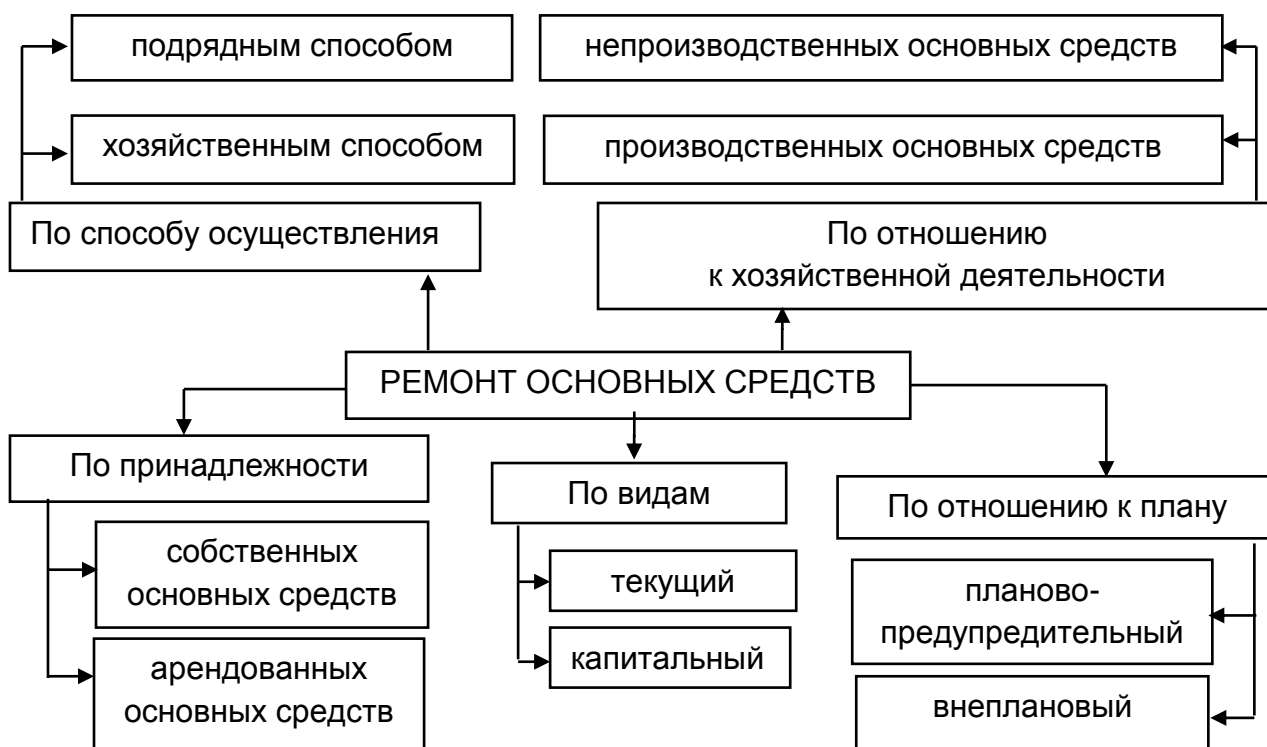 подрядным способом
непроизводственных основных средств
хозяйственным способом
производственных основных средств
По способу осуществления
По отношению
к хозяйственной деятельности
РЕМОНТ ОСНОВНЫХ СРЕДСТВ
По принадлежности
собственных
основных средств
арендованных
основных средств
По видам
текущий
капитальный
По отношению к плану
планово-
предупредительный
внеплановый